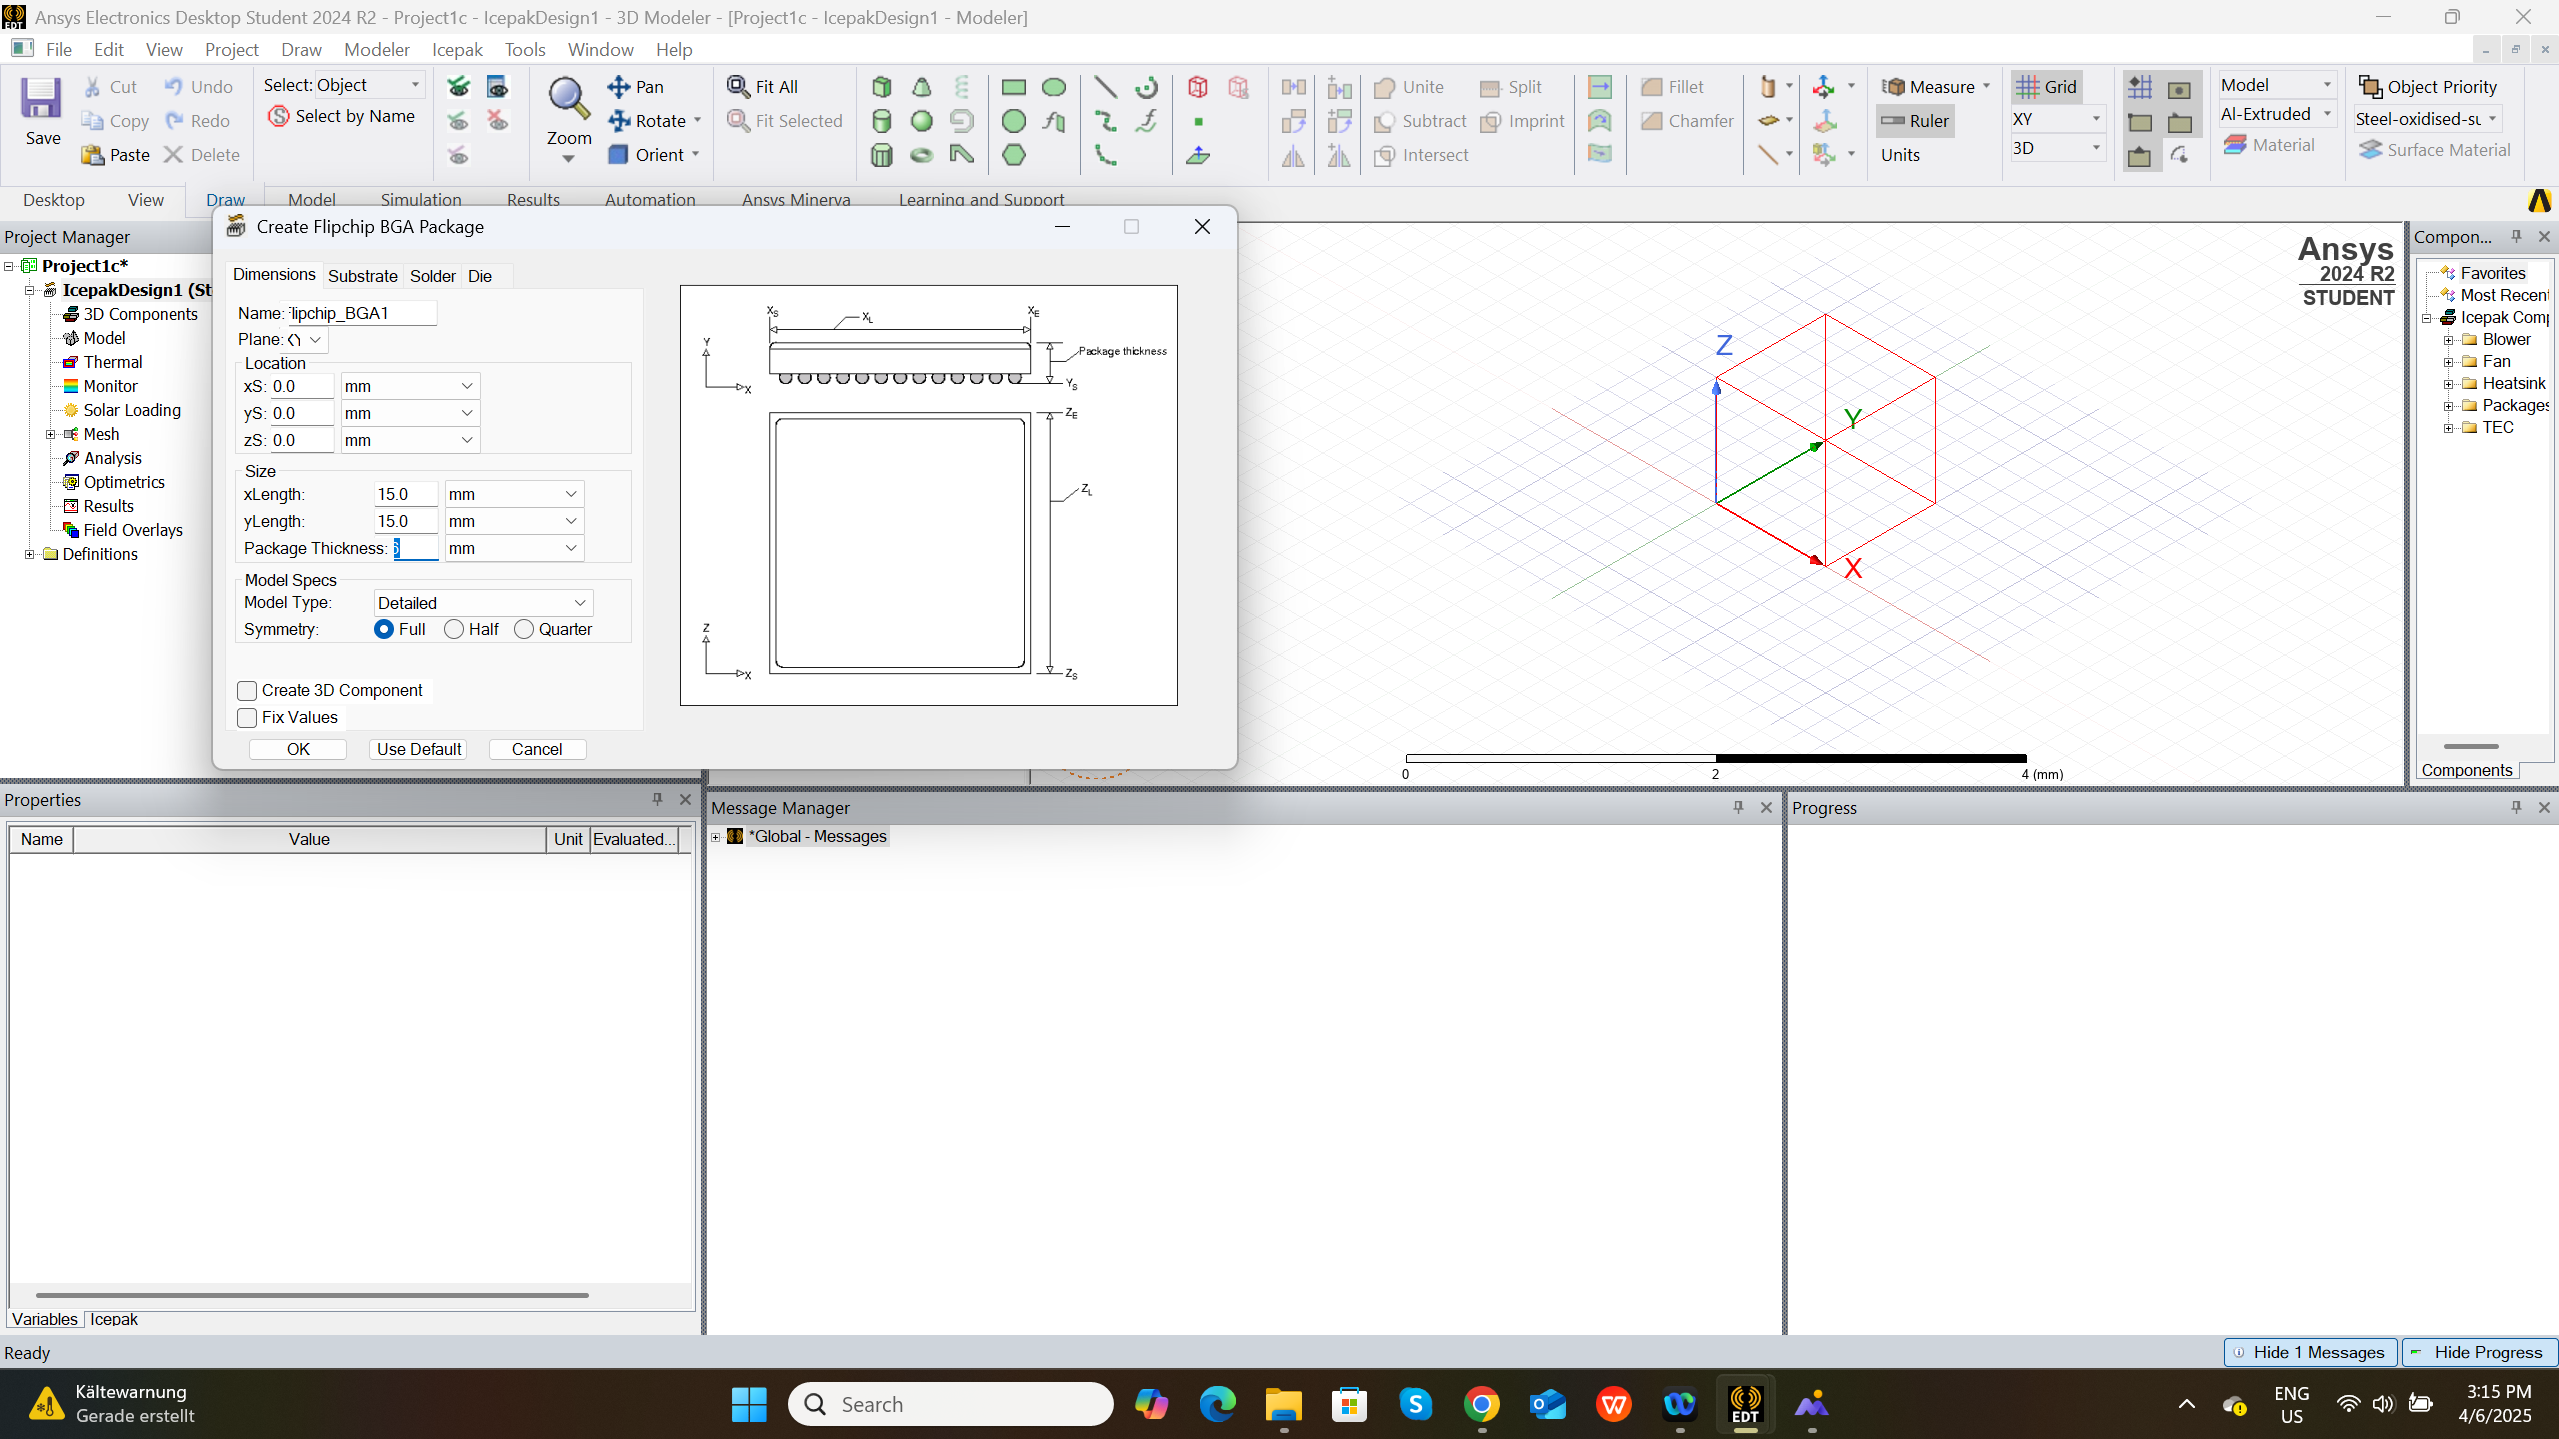 Ansys Electronics Desktop Student 2024 R2 - Project1c - IcepakDesign1 - 3D Modeler - [Project1c - IcepakDesign1 - Modeler]
File Edit View Project Draw Modeler Icepak Tools Window Help
Save
Cut Undo
Copy Redo
Paste Delete
Select: Object
Select by Name
Zoom
Pan
Rotate
Orient
Fit All
Fit Selected
Unite Split
Subtract Imprint
Intersect
Fillet
Chamfer
Measure
Ruler
Units
Grid
XY
3D
Model
Al-Extruded
Material
Object Priority
Steel-oxidised-su
Surface Material
Desktop View Draw Model Simulation Results Automation Ansys Minerva Learning and Support
Project Manager
Project1c*
IcepakDesign1 (St
3D Components
Model
Thermal
Monitor
Solar Loading
Mesh
Analysis
Optimetrics
Results
Field Overlays
Definitions
Create Flipchip BGA Package
Dimensions Substrate Solder Die
Name: lipchip_BGA1
Plane:
Location
xS: 0.0 mm
yS: 0.0 mm
zS: 0.0 mm
Size
xLength: 15.0 mm
yLength: 15.0 mm
Package Thickness: 6 mm
Model Specs
Model Type: Detailed
Symmetry: Full Half Quarter
Create 3D Component
Fix Values
OK Use Default Cancel
XS XL XE
Y
Package thickness
X YS
ZE
ZL
Z
X ZS
Z
Y
X
0 2 4 (mm)
Ansys
2024 R2
STUDENT
Compon...
Favorites
Most Recent
Icepak Comp
Blower
Fan
Heatsink
Packages
TEC
Components
Properties
Name Value Unit Evaluated...
Variables Icepak
Message Manager
*Global - Messages
Progress
Ready
Hide 1 Messages Hide Progress
Kältewarnung
Gerade erstellt
Search
EDT
ENG
US
3:15 PM
4/6/2025